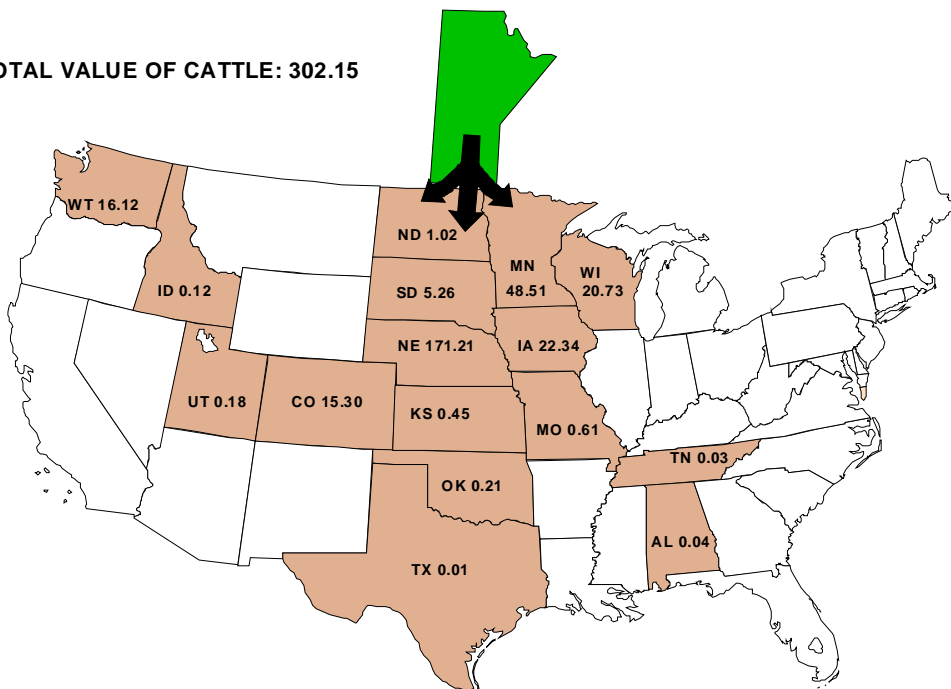 OTAL VALUE OF CATTLE: 302.15
WT 16.12
ND 1.02
MN
48.51
WI
20.73
ID 0.12
SD 5.26
NE 171.21
IA 22.34
UT 0.18
CO 15.30
KS 0.45
MO 0.61
TN 0.03
OK 0.21
AL 0.04
TX 0.01